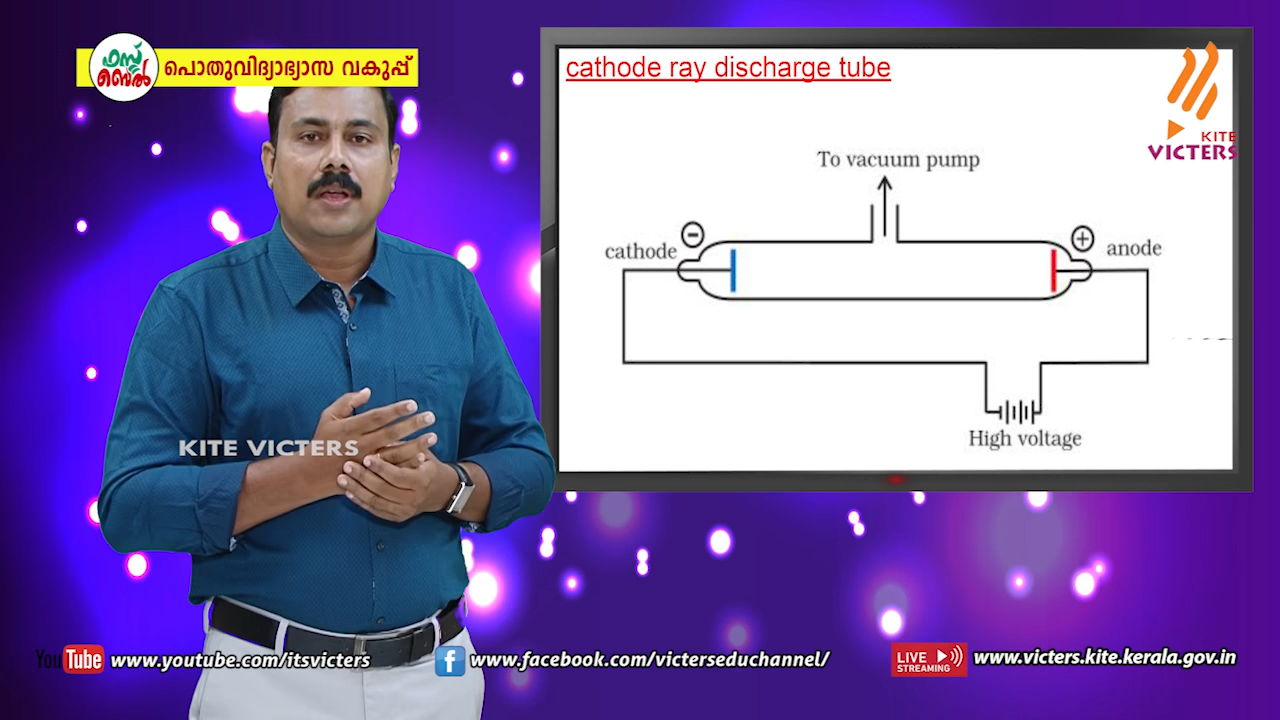 ഫസ്റ്റ്
ബെൽ
പൊതുവിദ്യാഭ്യാസ വകുപ്പ്
cathode ray discharge tube
KITE
VICTERS
To vacuum pump
−
+
cathode
anode
High voltage
KITE VICTERS
YouTube www.youtube.com/itsvicters
f www.facebook.com/victerseduchannel/
LIVE
STREAMING
www.victers.kite.kerala.gov.in